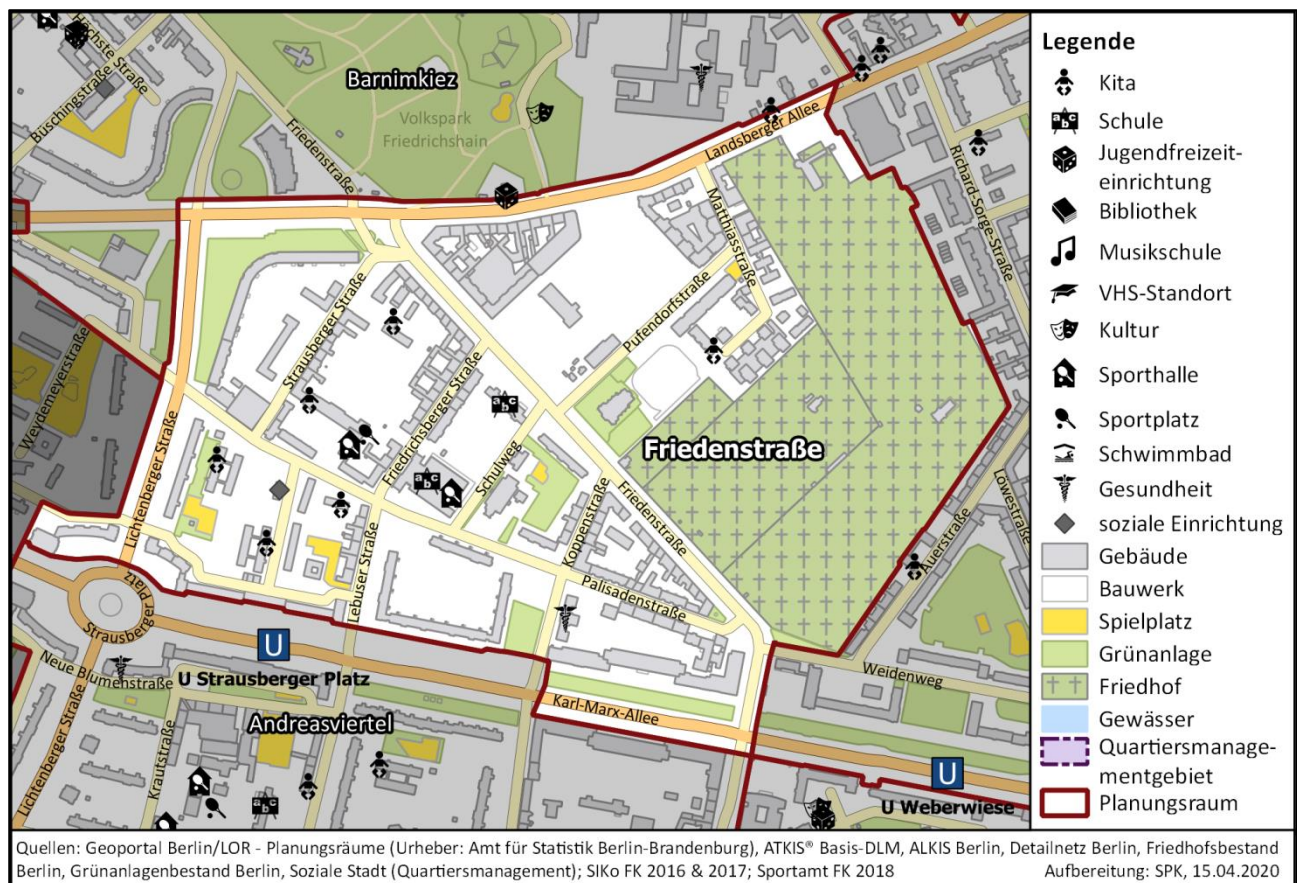 Höchste Straße
Büschingstraße
Barnimkiez
Volkspark
Friedrichshain
Friedenstraße
Landsberger Allee
Richard-Sorge-Straße
Matthiasstraße
Strausberger Straße
Pufendorfstraße
Weydemeyerstraße
Friedrichsberger Straße
Friedenstraße
Lichtenberger Straße
Schulweg
Koppenstraße
Friedenstraße
Löwestraße
Auerstraße
Lebuser Straße
Palisadenstraße
Strausberger Platz
Weidenweg
Neue Blumenstraße
U
U Strausberger Platz
Karl-Marx-Allee
Andreasviertel
Lichtenberger Straße
Krautstraße
U
U Weberwiese
Legende
Kita
abc
Schule
Jugendfreizeit-
einrichtung
Bibliothek
Musikschule
VHS-Standort
Kultur
Sporthalle
Sportplatz
Schwimmbad
Gesundheit
soziale Einrichtung
Gebäude
Bauwerk
Spielplatz
Grünanlage
Friedhof
Gewässer
Quartiersmanage-
mentgebiet
Planungsraum
Quellen: Geoportal Berlin/LOR - Planungsräume (Urheber: Amt für Statistik Berlin-Brandenburg), ATKIS® Basis-DLM, ALKIS Berlin, Detailnetz Berlin, Friedhofsbestand
Berlin, Grünanlagenbestand Berlin, Soziale Stadt (Quartiersmanagement); SIKo FK 2016 & 2017; Sportamt FK 2018
Aufbereitung: SPK, 15.04.2020